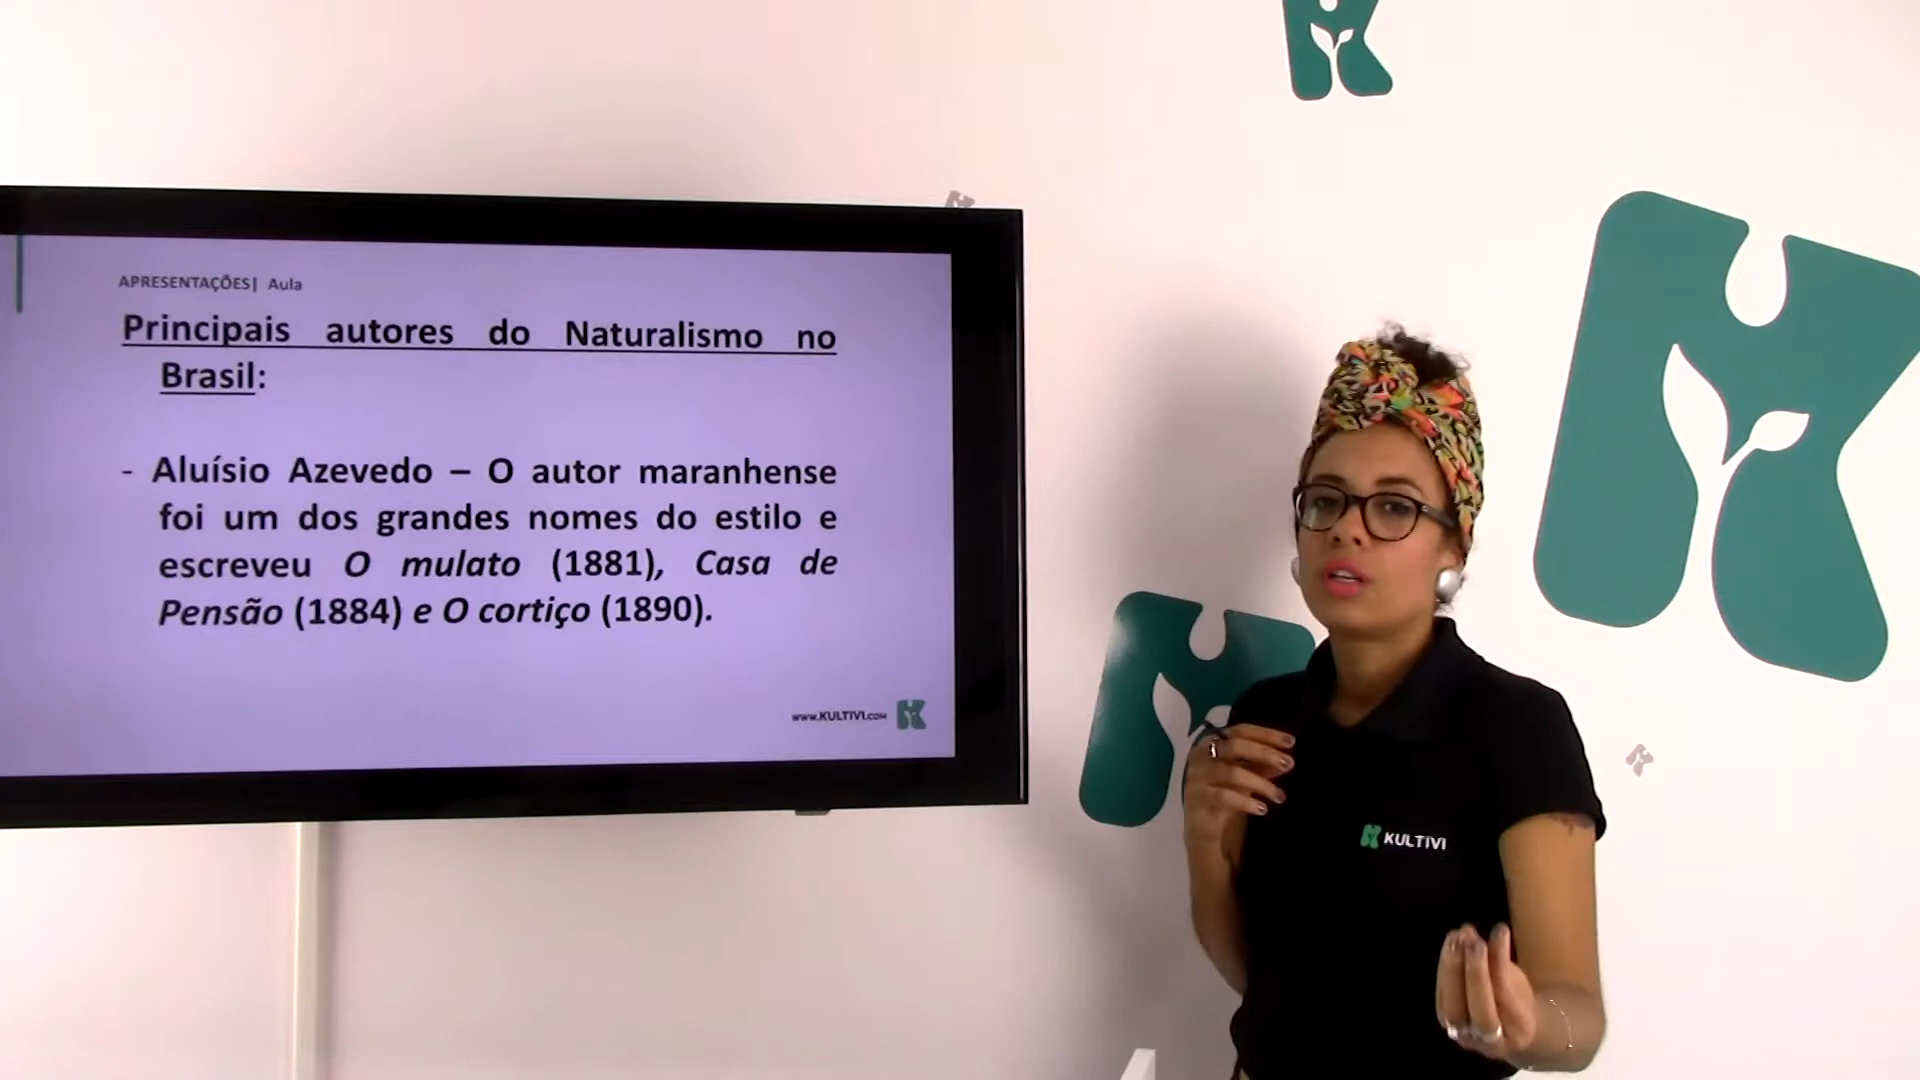 APRESENTAÇÕES| Aula
Principais autores do Naturalismo no
Brasil:
- Aluísio Azevedo – O autor maranhense
foi um dos grandes nomes do estilo e
escreveu O mulato (1881), Casa de
Pensão (1884) e O cortiço (1890).
www.KULTIVI.com
KULTIVI